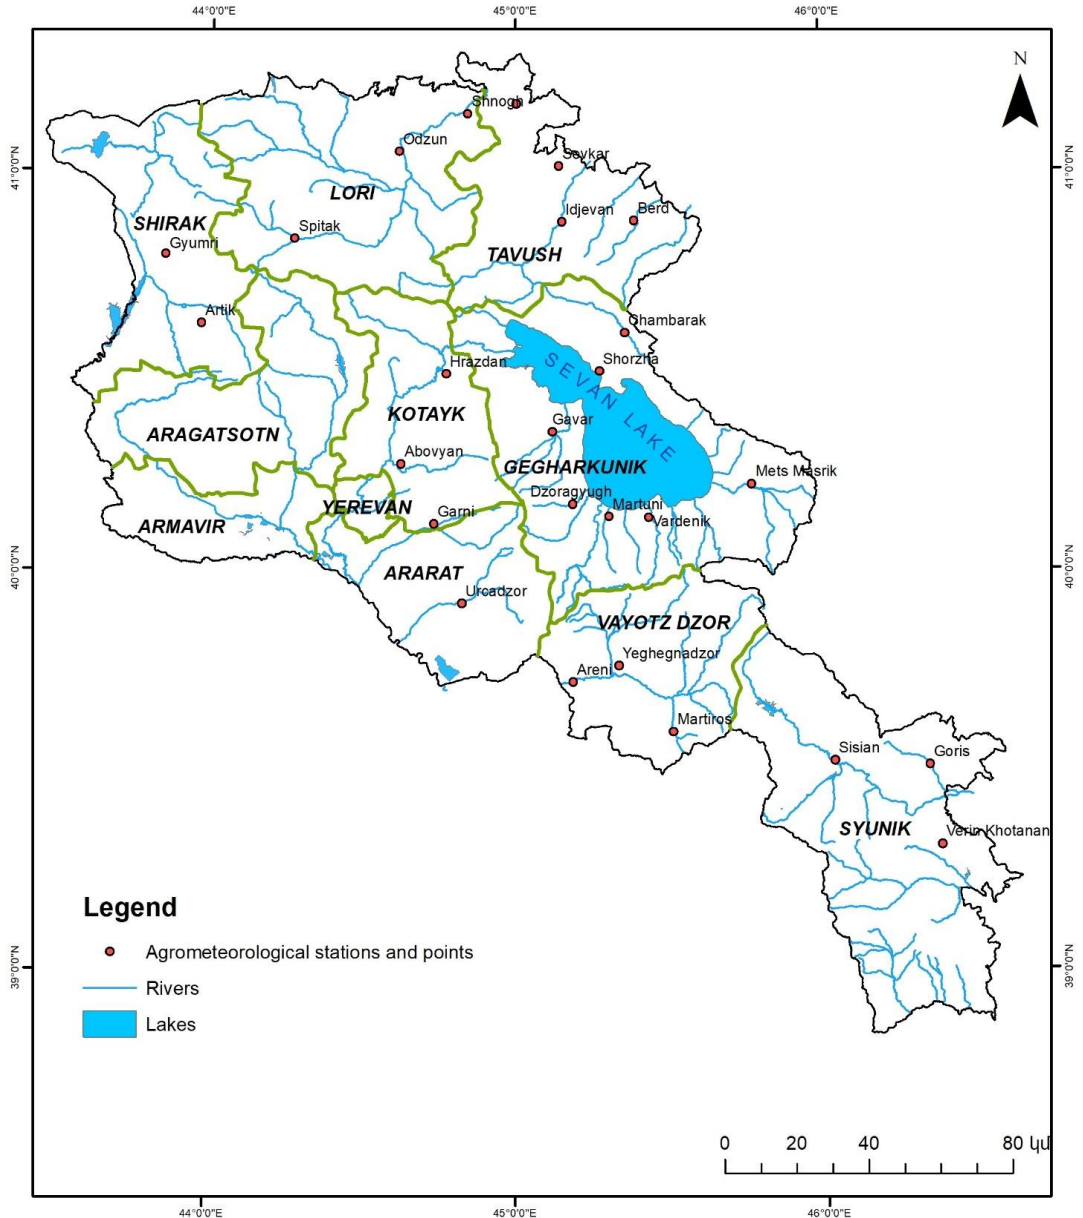 44°0'0"E
45°0'0"E
46°0'0"E
N
Shnogh
Odzun
41°0'0"N
41°0'0"N
Sevkar
LORI
Idjevan
Berd
SHIRAK
Spitak
Gyumri
TAVUSH
Artik
Chambarak
Hrazdan
Shorzha
SEVAN LAKE
KOTAYK
Gavar
ARAGATSOTN
Abovyan
GEGHARKUNIK
Mets Masrik
Dzoragyugh
YEREVAN
Garni
Martuni
Vardenik
ARMAVIR
40°0'0"N
40°0'0"N
ARARAT
Urcadzor
VAYOTZ DZOR
Yeghegnadzor
Areni
Martiros
Sisian
Goris
SYUNIK
Verin Khotanan
Legend
Agrometeorological stations and points
Rivers
Lakes
39°0'0"N
39°0'0"N
0 20 40 80 կմ
44°0'0"E
45°0'0"E
46°0'0"E